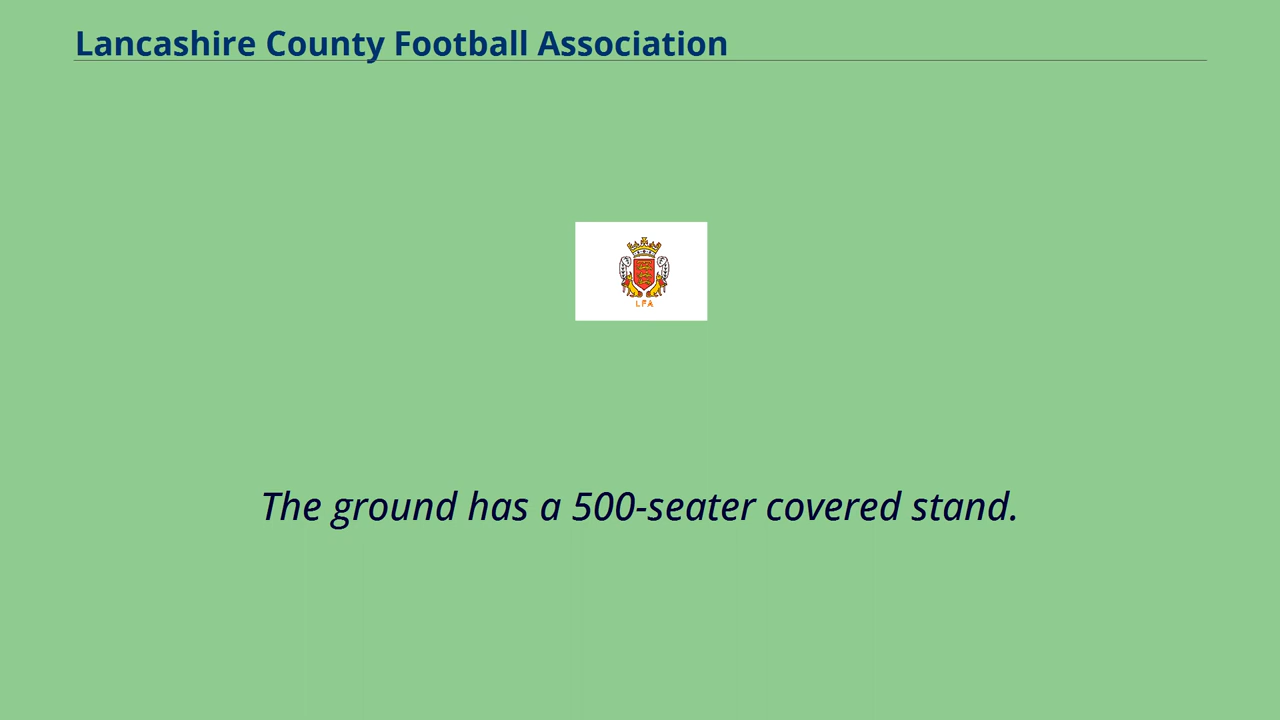 Lancashire County Football Association
LFA
The ground has a 500-seater covered stand.